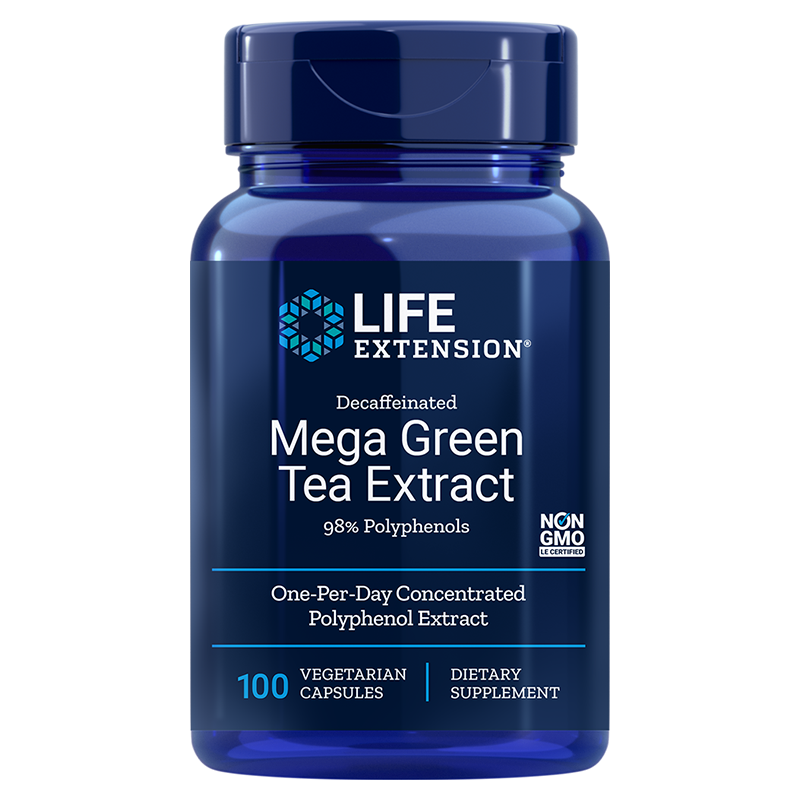 LIFE
EXTENSION®
Decaffeinated
Mega Green
Tea Extract
98% Polyphenols
NON
GMO
LE CERTIFIED
One-Per-Day Concentrated
Polyphenol Extract
100 VEGETARIAN CAPSULES
DIETARY SUPPLEMENT